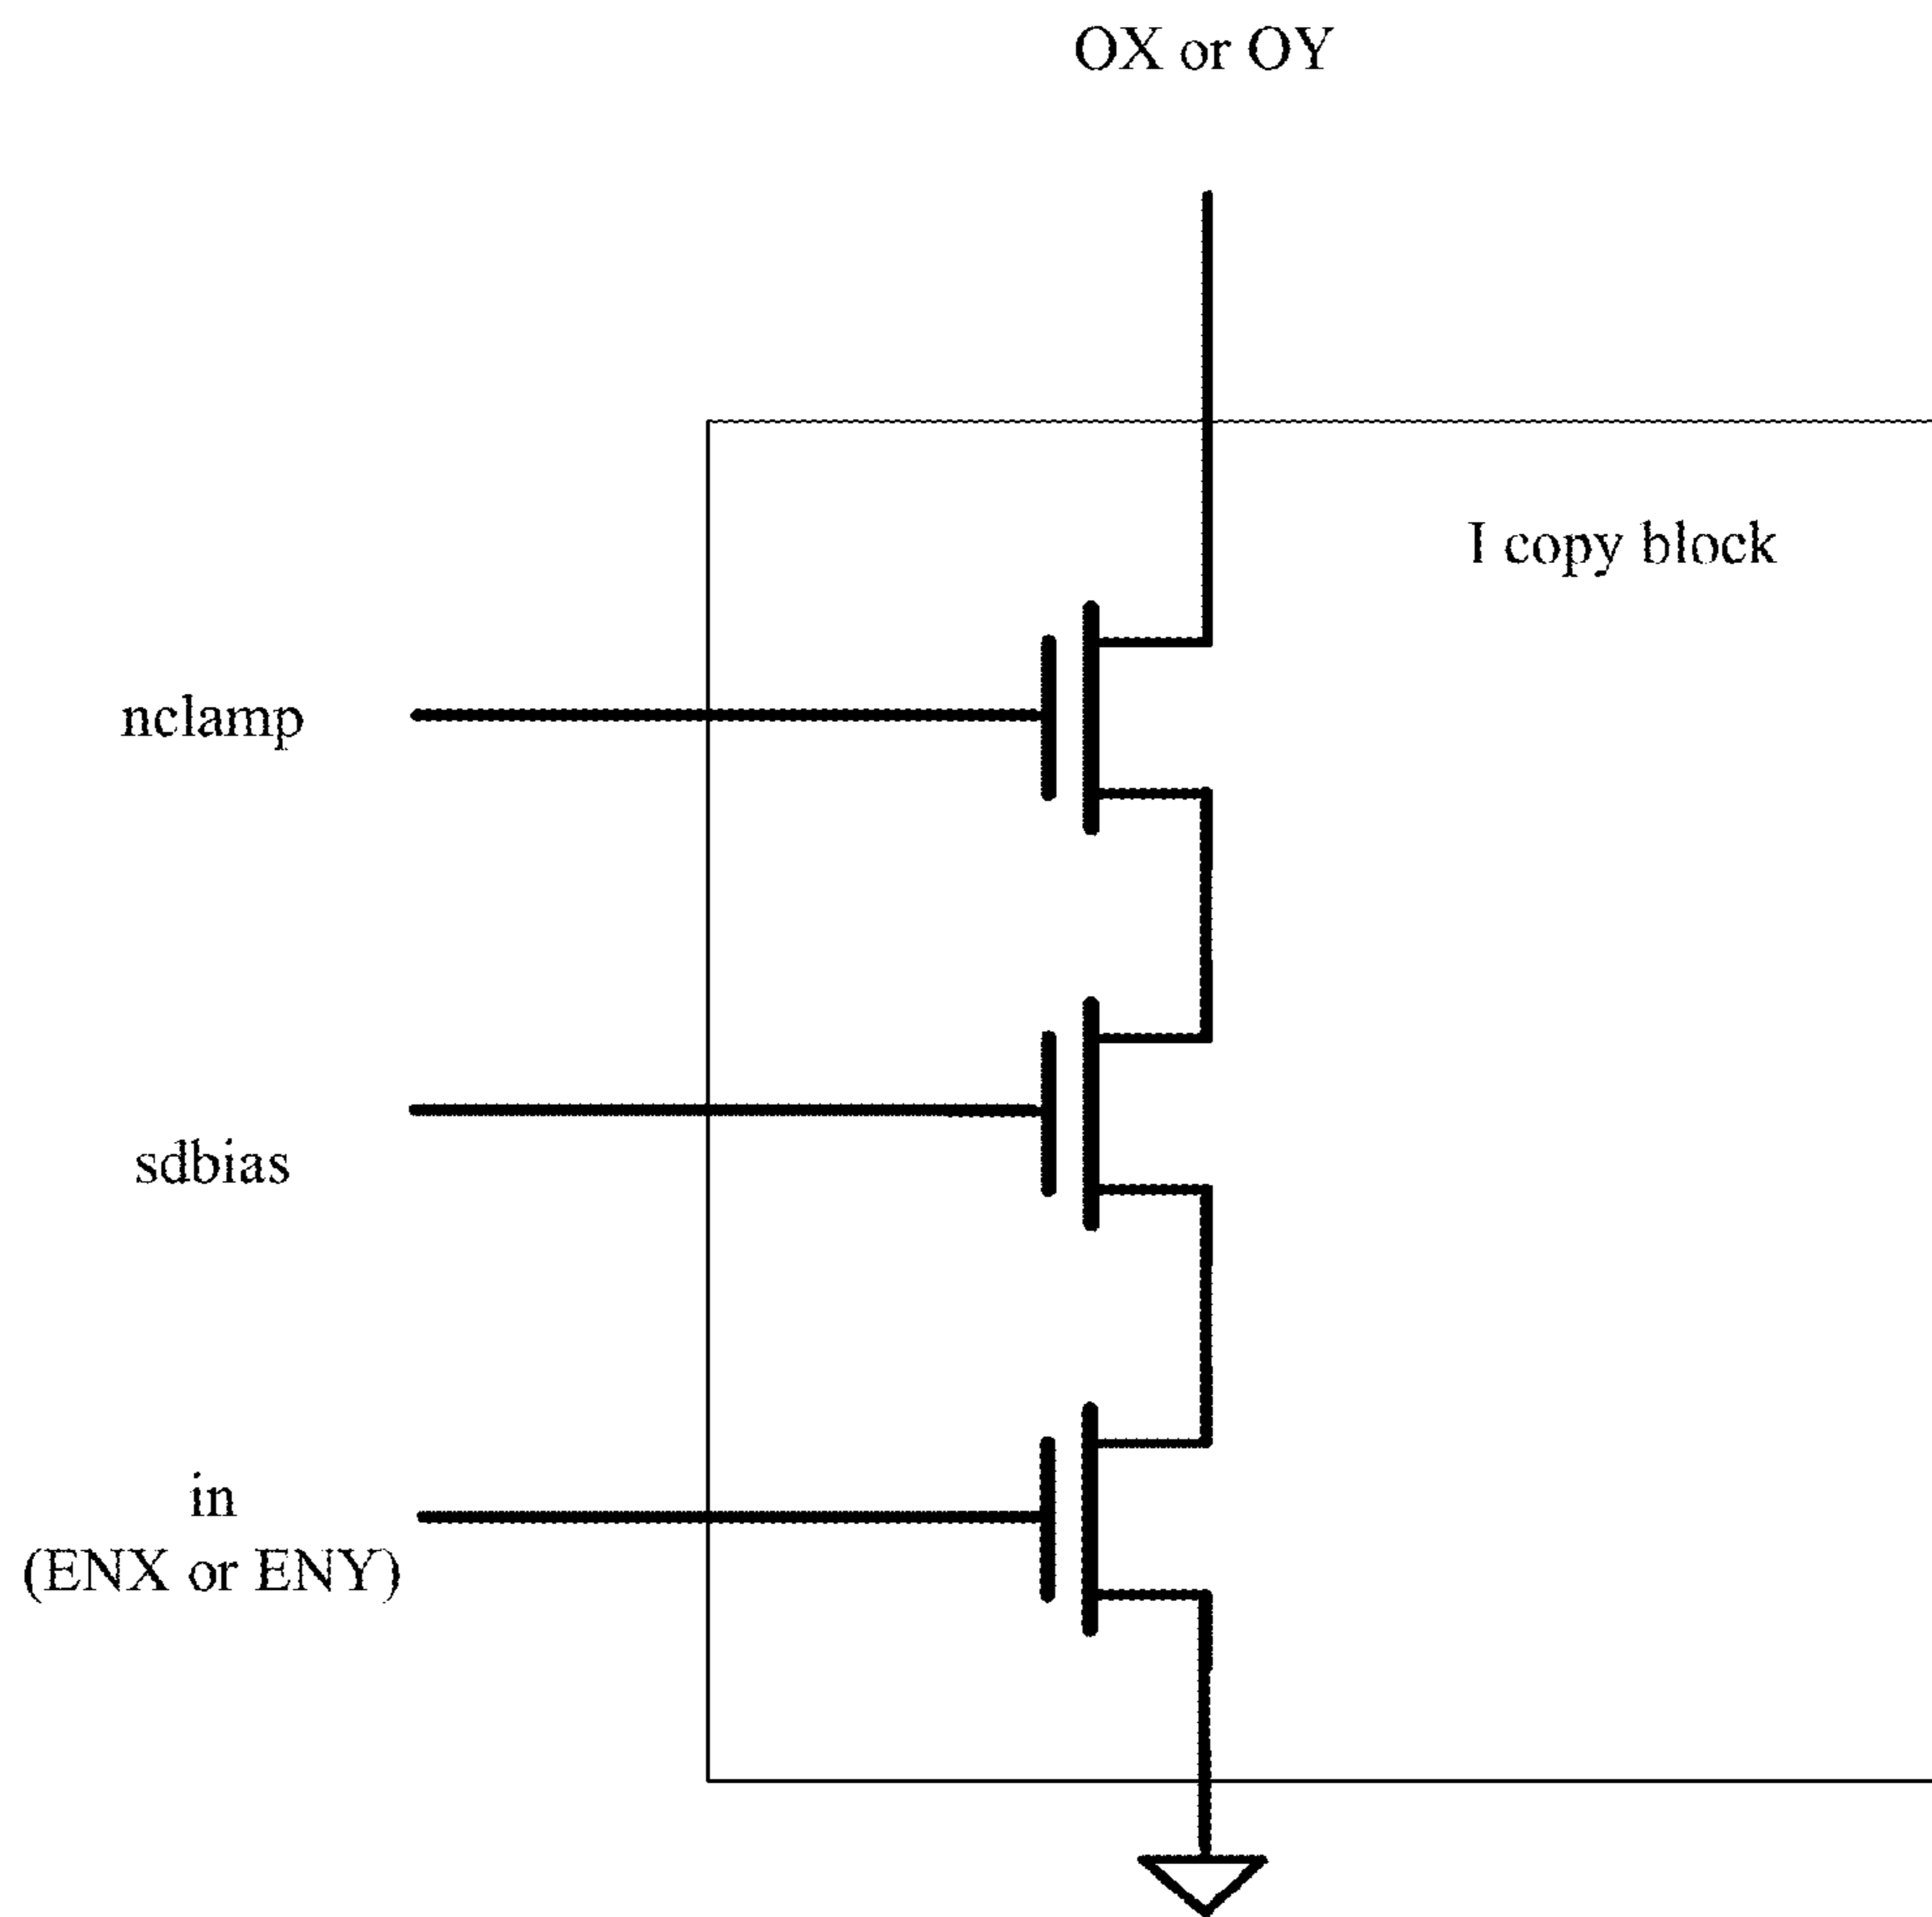 OX or OY
I copy block
nclamp
sdbias
in
(ENX or ENY)